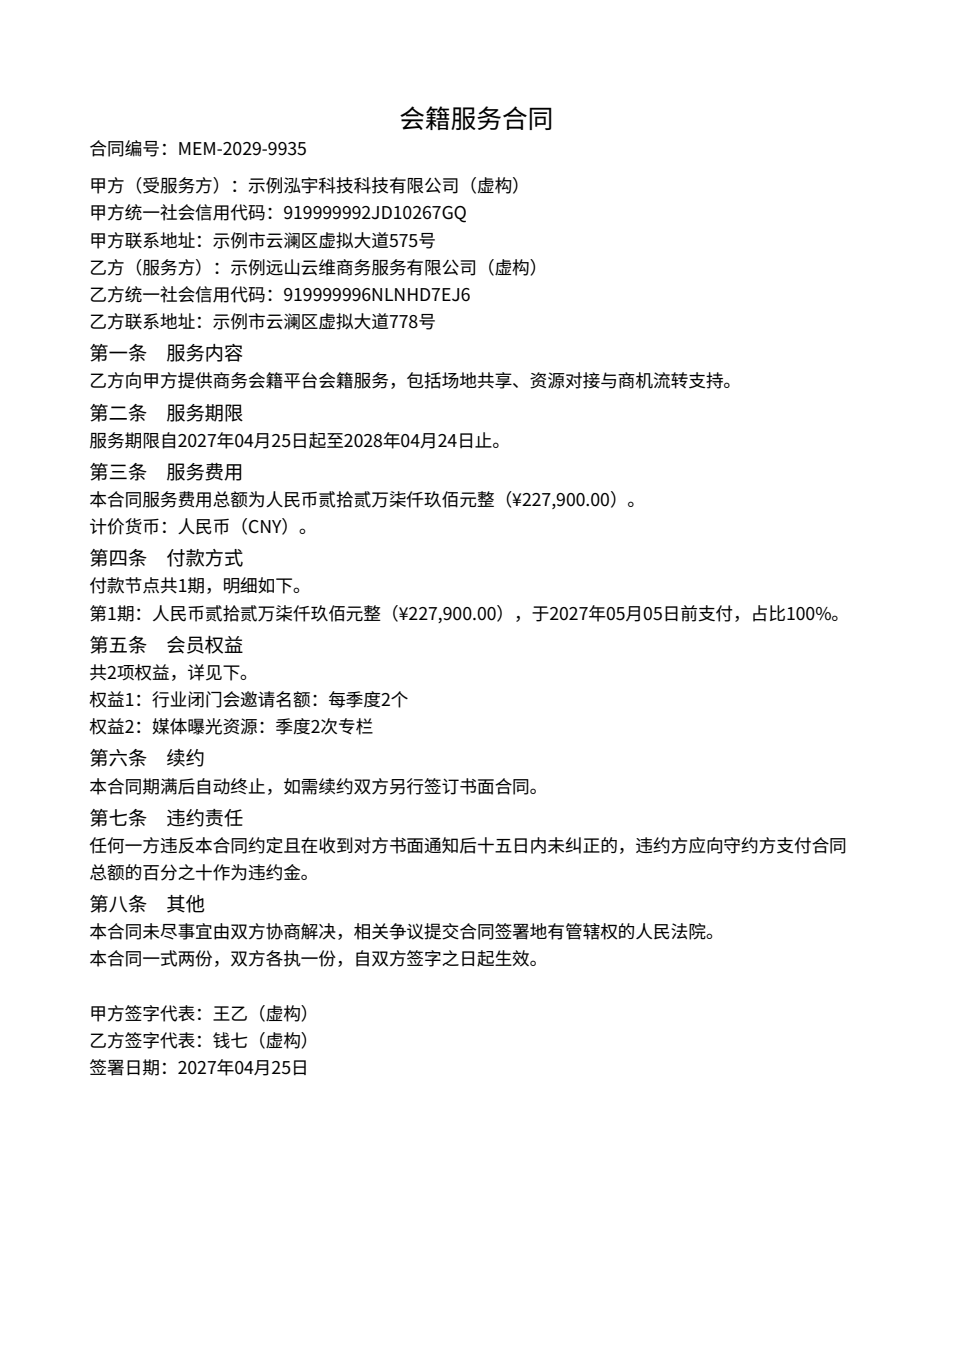 会籍服务合同
合同编号：MEM-2029-9935
甲方（受服务方）：示例泓宇科技科技有限公司（虚构）
甲方统一社会信用代码：919999992JD10267GQ
甲方联系地址：示例市云澜区虚拟大道575号
乙方（服务方）：示例远山云维商务服务有限公司（虚构）
乙方统一社会信用代码：919999996NLNHD7EJ6
乙方联系地址：示例市云澜区虚拟大道778号
第一条　服务内容
乙方向甲方提供商务会籍平台会籍服务，包括场地共享、资源对接与商机流转支持。
第二条　服务期限
服务期限自2027年04月25日起至2028年04月24日止。
第三条　服务费用
本合同服务费用总额为人民币贰拾贰万柒仟玖佰元整（¥227,900.00）。
计价货币：人民币（CNY）。
第四条　付款方式
付款节点共1期，明细如下。
第1期：人民币贰拾贰万柒仟玖佰元整（¥227,900.00），于2027年05月05日前支付，占比100%。
第五条　会员权益
共2项权益，详见下。
权益1：行业闭门会邀请名额：每季度2个
权益2：媒体曝光资源：季度2次专栏
第六条　续约
本合同期满后自动终止，如需续约双方另行签订书面合同。
第七条　违约责任
任何一方违反本合同约定且在收到对方书面通知后十五日内未纠正的，违约方应向守约方支付合同
总额的百分之十作为违约金。
第八条　其他
本合同未尽事宜由双方协商解决，相关争议提交合同签署地有管辖权的人民法院。
本合同一式两份，双方各执一份，自双方签字之日起生效。
甲方签字代表：王乙（虚构）
乙方签字代表：钱七（虚构）
签署日期：2027年04月25日